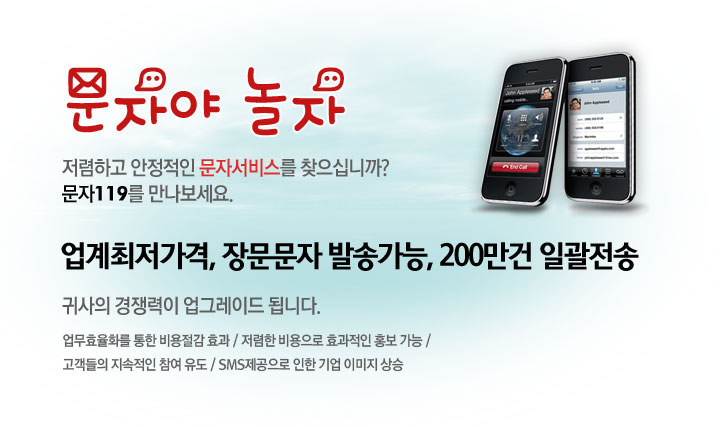 문자야 놀자
저렴하고 안정적인 문자서비스를 찾으십니까?
문자119를 만나보세요.
업계최저가격, 장문문자 발송가능, 200만건 일괄전송
귀사의 경쟁력이 업그레이드 됩니다.
업무효율화를 통한 비용절감 효과 / 저렴한 비용으로 효과적인 홍보 가능 /
고객들의 지속적인 참여 유도 / SMS제공으로 인한 기업 이미지 상승
John Appleseed
calling mobile...
End Call
Info
John Appleseed